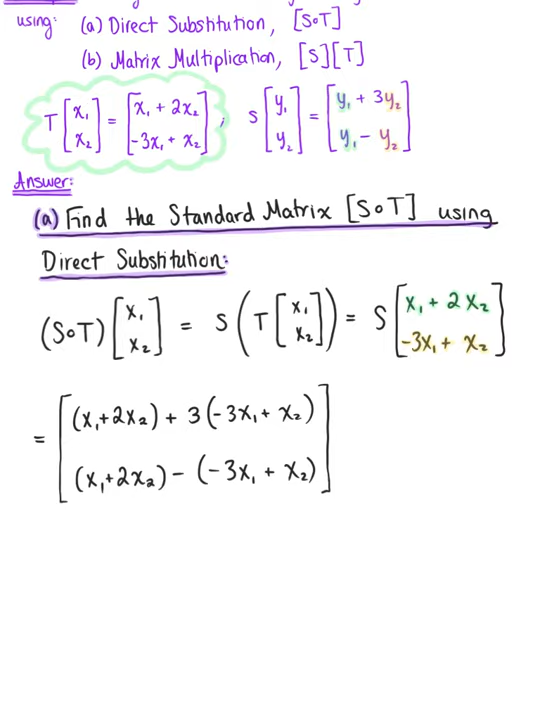 using: (a) Direct Substitution, [S∘T]
(b) Matrix Multiplication, [S][T]
T [x₁ x₂] = [x₁ + 2x₂ -3x₁ + x₂] ; S [y₁ y₂] = [y₁ + 3y₂ y₁ - y₂]
Answer:
(a) Find the Standard Matrix [S∘T] using
Direct Substitution:
(S∘T) [x₁ x₂] = S (T [x₁ x₂]) = S [x₁ + 2x₂ -3x₁ + x₂]
= [(x₁+2x₂) + 3(-3x₁ + x₂)
(x₁+2x₂) - (-3x₁ + x₂)]